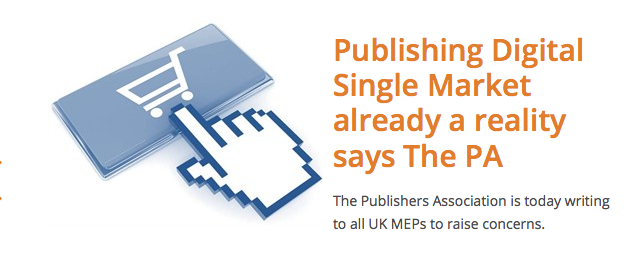 Publishing Digital
Single Market
already a reality
says The PA
The Publishers Association is today writing
to all UK MEPs to raise concerns.